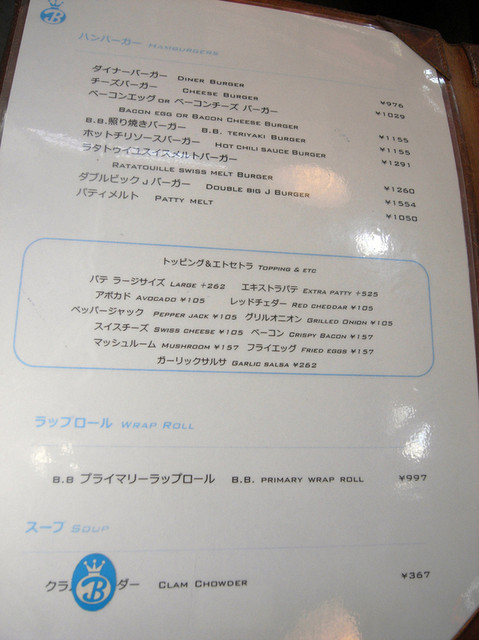 B
ハンバーガー HAMBURGERS
ダイナーバーガー DINER BURGER ¥976
チーズバーガー CHEESE BURGER ¥1029
ベーコンエッグ OR ベーコンチーズ バーガー
BACON EGG OR BACON CHEESE BURGER ¥1155
B.B.照り焼きバーガー B.B. TERIYAKI BURGER ¥1155
ホットチリソースバーガー HOT CHILI SAUCE BURGER ¥1291
ラタトゥイユスイスメルトバーガー
RATATOUILLE SWISS MELT BURGER ¥1260
ダブルビック J バーガー DOUBLE BIG J BURGER ¥1554
パティメルト PATTY MELT ¥1050
トッピング&エトセトラ TOPPING & ETC
パテ ラージサイズ LARGE +262 エキストラパテ EXTRA PATTY +525
アボカド AVOCADO ¥105 レッドチェダー RED CHEDDAR ¥105
ペッパージャック PEPPER JACK ¥105 グリルオニオン GRILLED ONION ¥105
スイスチーズ SWISS CHEESE ¥105 ベーコン CRISPY BACON ¥157
マッシュルーム MUSHROOM ¥157 フライエッグ FRIED EGGS ¥157
ガーリックサルサ GARLIC SALSA ¥262
ラップロール WRAP ROLL
B.B プライマリーラップロール B.B. PRIMARY WRAP ROLL ¥997
スープ SOUP
クラ B ダー CLAM CHOWDER ¥367